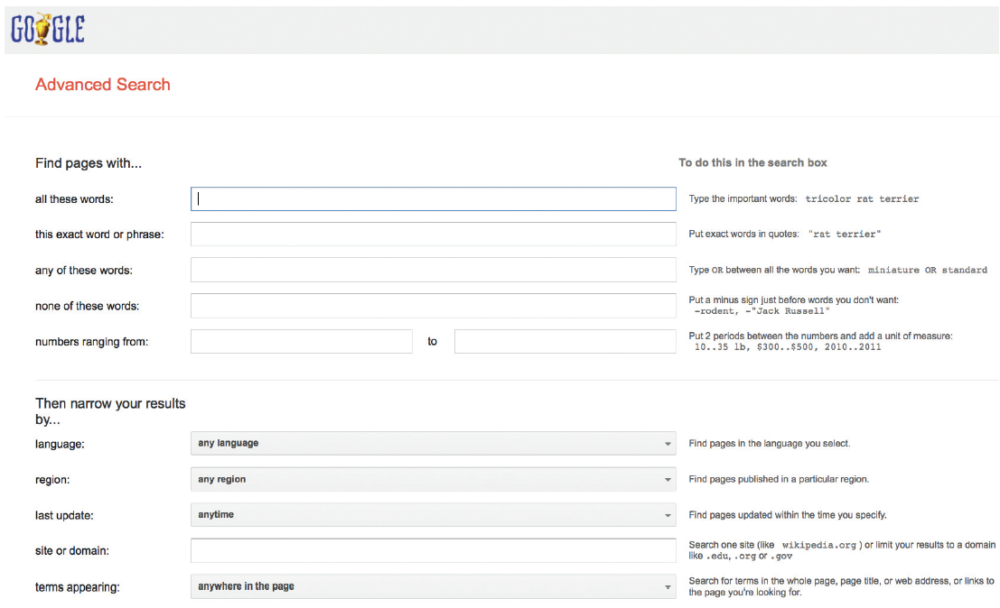 GOOGLE
Advanced Search
Find pages with...
To do this in the search box
all these words:
Type the important words: tricolor rat terrier
this exact word or phrase:
Put exact words in quotes: "rat terrier"
any of these words:
Type OR between all the words you want: miniature OR standard
none of these words:
Put a minus sign just before words you don't want:
-rodent, -"Jack Russell"
numbers ranging from:
to
Put 2 periods between the numbers and add a unit of measure:
10..35 lb, $300..$500, 2010..2011
Then narrow your results
by...
language:
any language
Find pages in the language you select.
region:
any region
Find pages published in a particular region.
last update:
anytime
Find pages updated within the time you specify.
site or domain:
Search one site (like wikipedia.org ) or limit your results to a domain
like .edu, .org or .gov
terms appearing:
anywhere in the page
Search for terms in the whole page, page title, or web address, or links to
the page you're looking for.